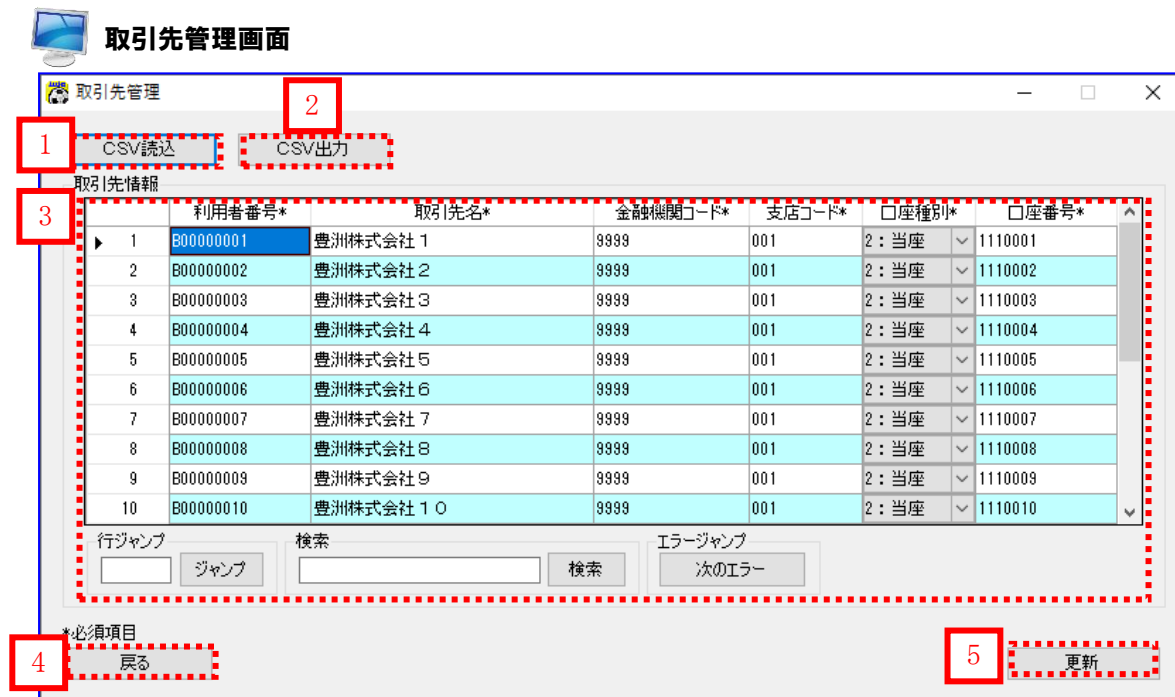 取引先管理画面
取引先管理
1 CSV読込 2 CSV出力
取引先情報
3 利用者番号* 取引先名* 金融機関コード* 支店コード* 口座種別* 口座番号*
1 B00000001 豊洲株式会社１ 9999 001 2：当座 1110001
2 B00000002 豊洲株式会社２ 9999 001 2：当座 1110002
3 B00000003 豊洲株式会社３ 9999 001 2：当座 1110003
4 B00000004 豊洲株式会社４ 9999 001 2：当座 1110004
5 B00000005 豊洲株式会社５ 9999 001 2：当座 1110005
6 B00000006 豊洲株式会社６ 9999 001 2：当座 1110006
7 B00000007 豊洲株式会社７ 9999 001 2：当座 1110007
8 B00000008 豊洲株式会社８ 9999 001 2：当座 1110008
9 B00000009 豊洲株式会社９ 9999 001 2：当座 1110009
10 B00000010 豊洲株式会社１０ 9999 001 2：当座 1110010
行ジャンプ 検索 エラージャンプ
ジャンプ 検索 次のエラー
*必須項目
4 戻る 5 更新